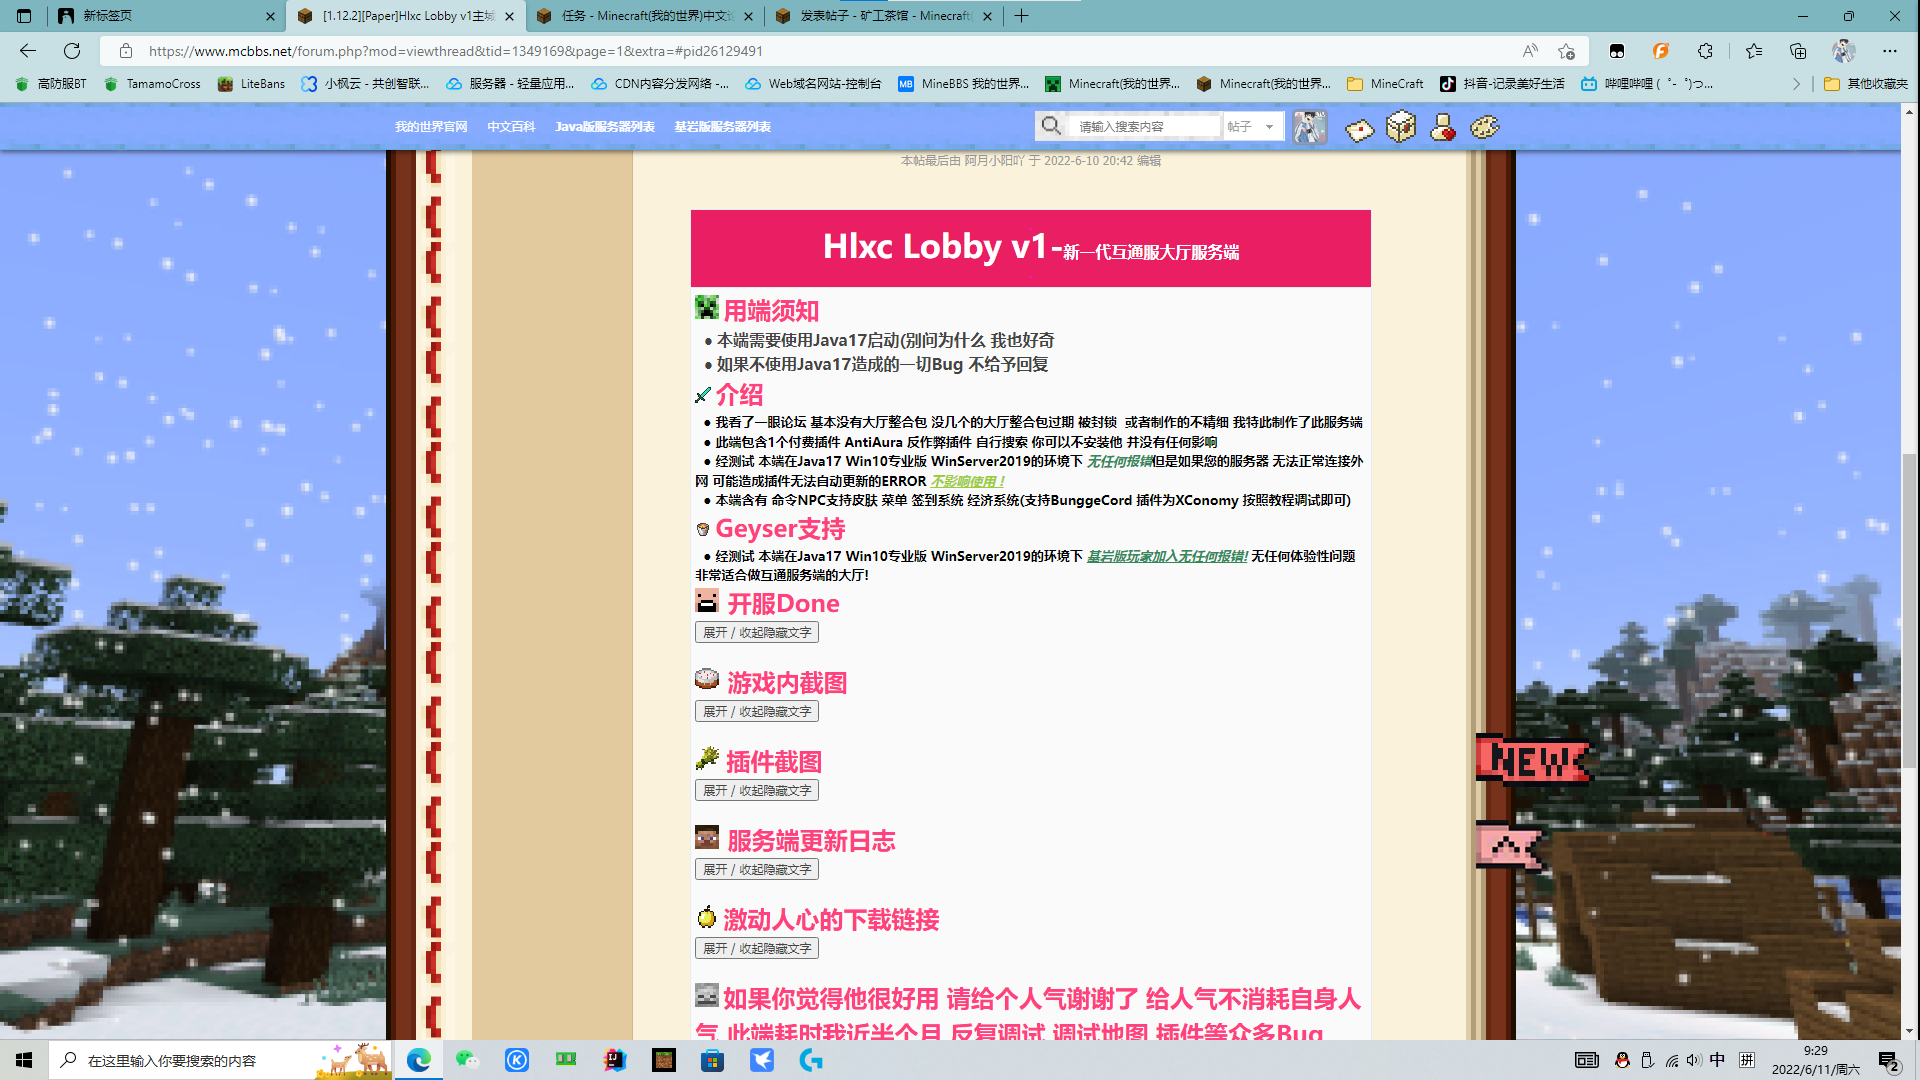 新标签页
[1.12.2][Paper]Hlxc Lobby v1主城
任务 - Minecraft(我的世界)中文论
发表帖子 - 矿工茶馆 - Minecraft(
https://www.mcbbs.net/forum.php?mod=viewthread&tid=1349169&page=1&extra=#pid26129491
高防服BT
TamamoCross
LiteBans
小枫云 - 共创智联...
服务器 - 轻量应用...
CDN内容分发网络 -...
Web域名网站-控制台
MB
MineBBS 我的世界...
Minecraft(我的世界...
Minecraft(我的世界...
MineCraft
抖音-记录美好生活
哔哩哔哩 ( ゜- ゜)つ...
其他收藏夹
我的世界官网
中文百科
Java版服务器列表
基岩版服务器列表
请输入搜索内容
帖子
本帖最后由 阿月小阳吖 于 2022-6-10 20:42 编辑
Hlxc Lobby v1-新一代互通服大厅服务端
用端须知
• 本端需要使用Java17启动(别问为什么 我也好奇
• 如果不使用Java17造成的一切Bug 不给予回复
介绍
• 我看了一眼论坛 基本没有大厅整合包 没几个的大厅整合包过期 被封锁 或者制作的不精细 我特此制作了此服务端
• 此端包含1个付费插件 AntiAura 反作弊插件 自行搜索 你可以不安装他 并没有任何影响
• 经测试 本端在Java17 Win10专业版 WinServer2019的环境下 无任何报错但是如果您的服务器 无法正常连接外
网 可能造成插件无法自动更新的ERROR 不影响使用！
• 本端含有 命令NPC支持皮肤 菜单 签到系统 经济系统(支持BunggeCord 插件为XConomy 按照教程调试即可)
Geyser支持
• 经测试 本端在Java17 Win10专业版 WinServer2019的环境下 基岩版玩家加入无任何报错! 无任何体验性问题
非常适合做互通服务端的大厅!
开服Done
展开 / 收起隐藏文字
游戏内截图
展开 / 收起隐藏文字
插件截图
展开 / 收起隐藏文字
服务端更新日志
展开 / 收起隐藏文字
激动人心的下载链接
展开 / 收起隐藏文字
如果你觉得他很好用 请给个人气谢谢了 给人气不消耗自身人
气 此端耗时我近半个月 反复调试 调试地图 插件等众多Bug
NEW
在这里输入你要搜索的内容
中
拼
9:29
2022/6/11/周六
2